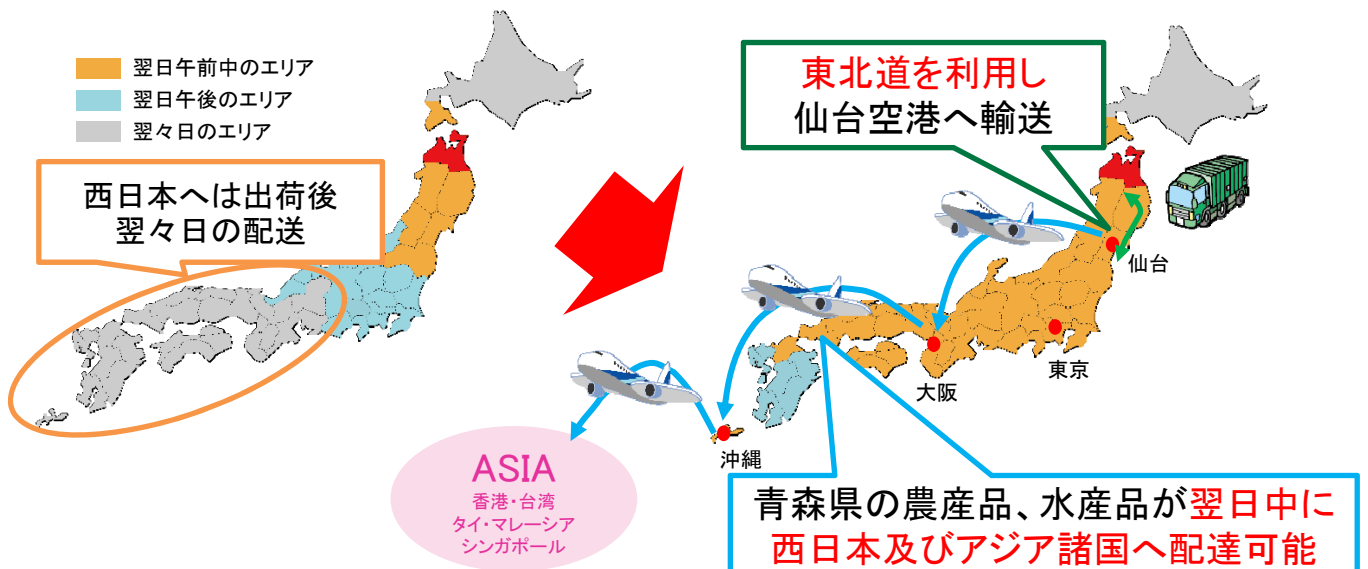 翌日午前中のエリア
翌日午後のエリア
翌々日のエリア
西日本へは出荷後
翌々日の配送
東北道を利用し
仙台空港へ輸送
仙台
東京
大阪
沖縄
ASIA
香港・台湾
タイ・マレーシア
シンガポール
青森県の農産品、水産品が翌日中に
西日本及びアジア諸国へ配達可能